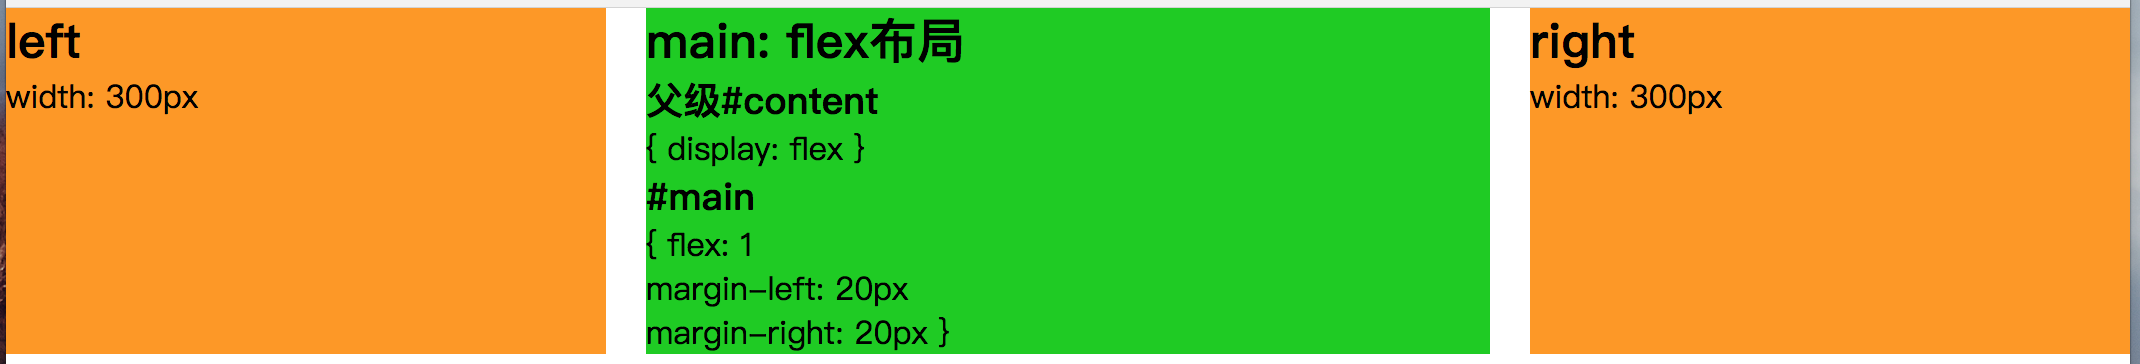 left
width: 300px
main: flex布局
父级#content
{ display: flex }
#main
{ flex: 1
margin-left: 20px
margin-right: 20px }
right
width: 300px